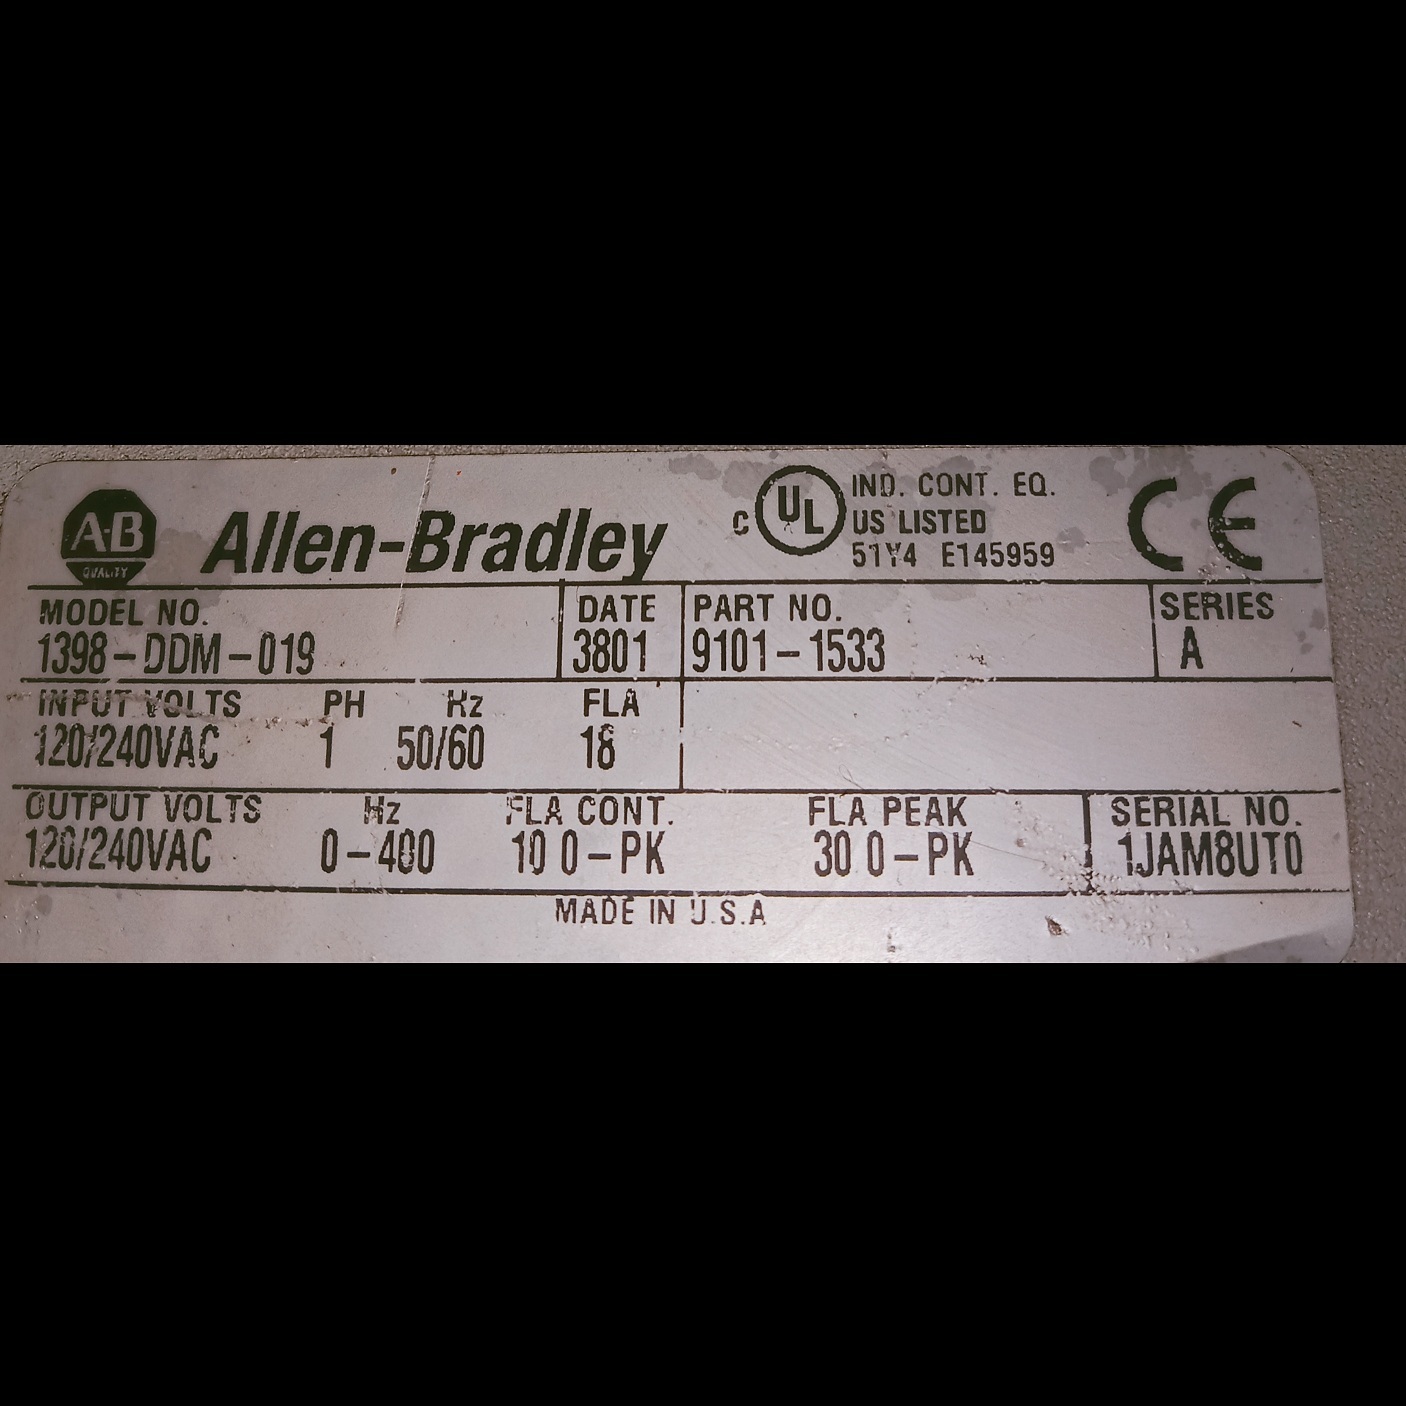 A-B
QUALITY
Allen-Bradley
C UL IND. CONT. EQ.
US LISTED
51Y4 E145959
CE
MODEL NO. DATE PART NO. SERIES
1398-DDM-019 3801 9101-1533 A
INPUT VOLTS PH Hz FLA
120/240VAC 1 50/60 18
OUTPUT VOLTS Hz FLA CONT. FLA PEAK SERIAL NO.
120/240VAC 0-400 10 0-PK 30 0-PK 1JAM8UT0
MADE IN U.S.A